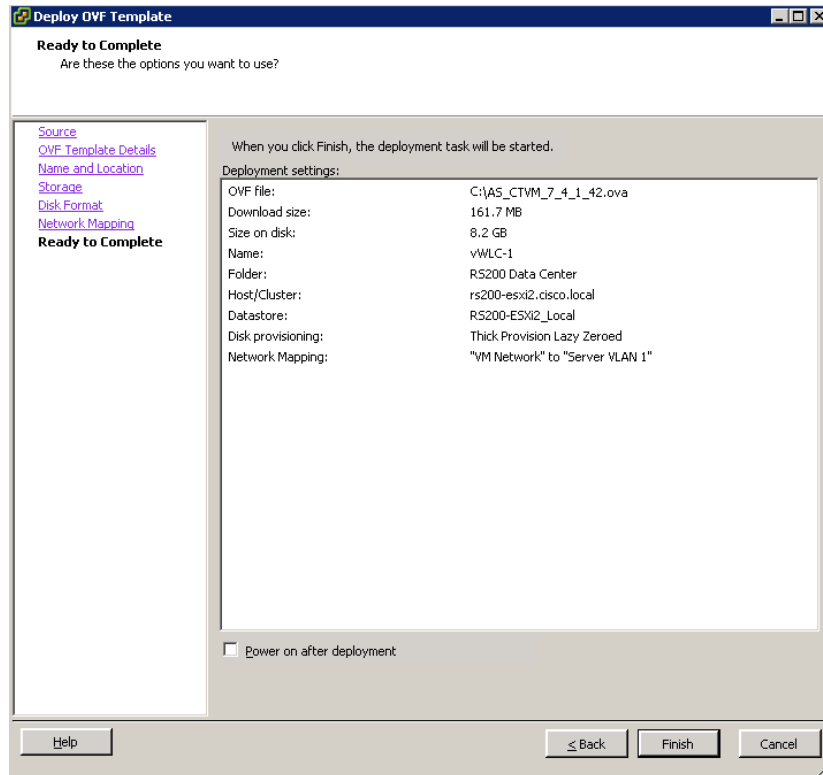 Deploy OVF Template
Ready to Complete
Are these the options you want to use?
Source
OVF Template Details
Name and Location
Storage
Disk Format
Network Mapping
Ready to Complete
When you click Finish, the deployment task will be started.
Deployment settings:
OVF file: C:\AS_CTVM_7_4_1_42.ova
Download size: 161.7 MB
Size on disk: 8.2 GB
Name: vWLC-1
Folder: RS200 Data Center
Host/Cluster: rs200-esxi2.cisco.local
Datastore: RS200-ESXi2_Local
Disk provisioning: Thick Provision Lazy Zeroed
Network Mapping: "VM Network" to "Server VLAN 1"
Power on after deployment
Help
≤ Back
Finish
Cancel